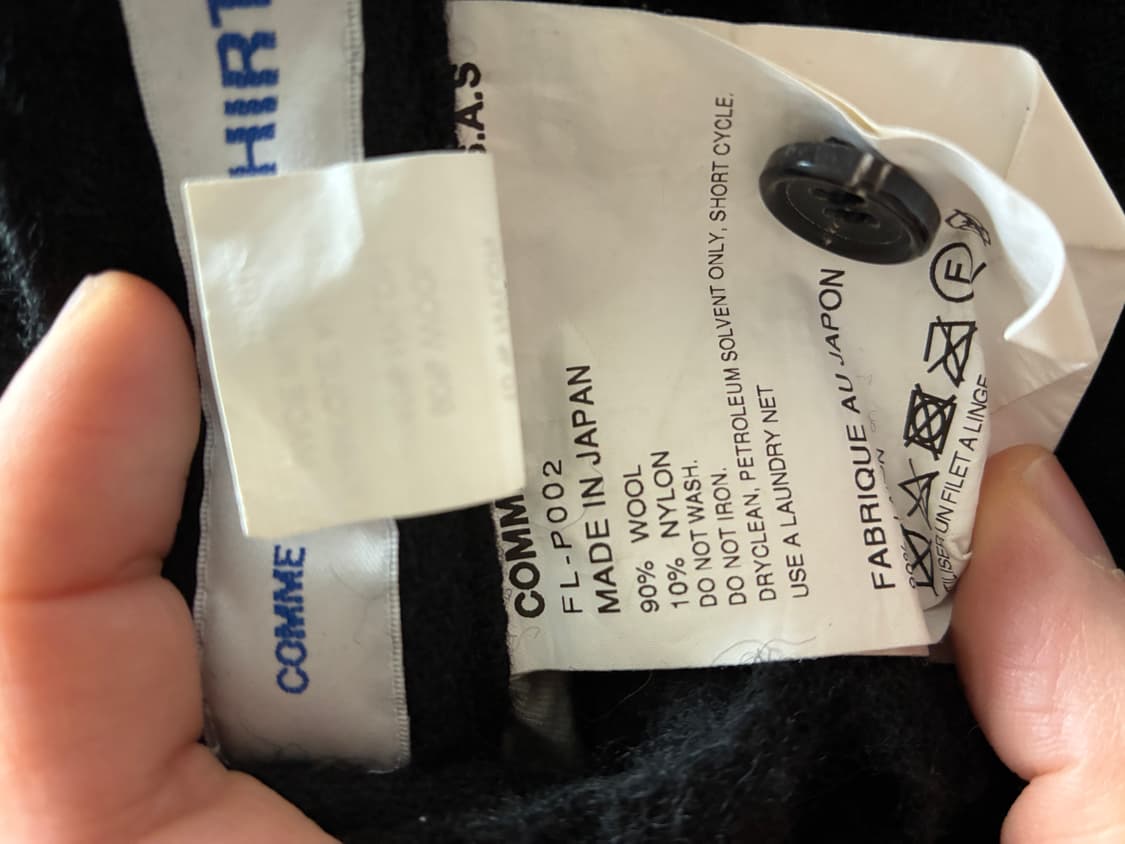 HIRT
COMME
COMM
S.A.S
FL-P002
MADE IN JAPAN
90% WOOL
10% NYLON
DO NOT WASH.
DO NOT IRON.
DRYCLEAN, PETROLEUM SOLVENT ONLY, SHORT CYCLE,
USE A LAUNDRY NET
FABRIQUE AU JAPON
F
UN FILET A LINGE